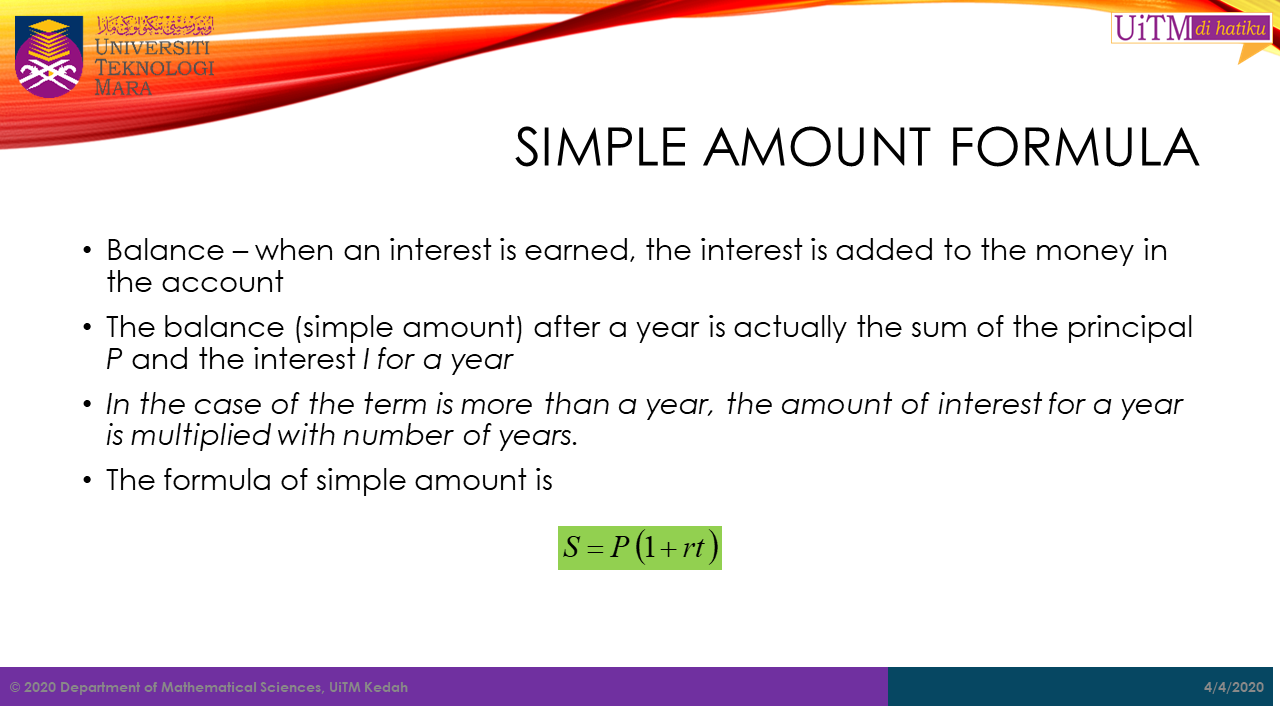 UNIVERSITI
TEKNOLOGI
MARA
UiTM di hatiku
SIMPLE AMOUNT FORMULA
• Balance – when an interest is earned, the interest is added to the money in
the account
• The balance (simple amount) after a year is actually the sum of the principal
P and the interest I for a year
• In the case of the term is more than a year, the amount of interest for a year
is multiplied with number of years.
• The formula of simple amount is
S = P(1+rt)
© 2020 Department of Mathematical Sciences, UiTM Kedah
4/4/2020